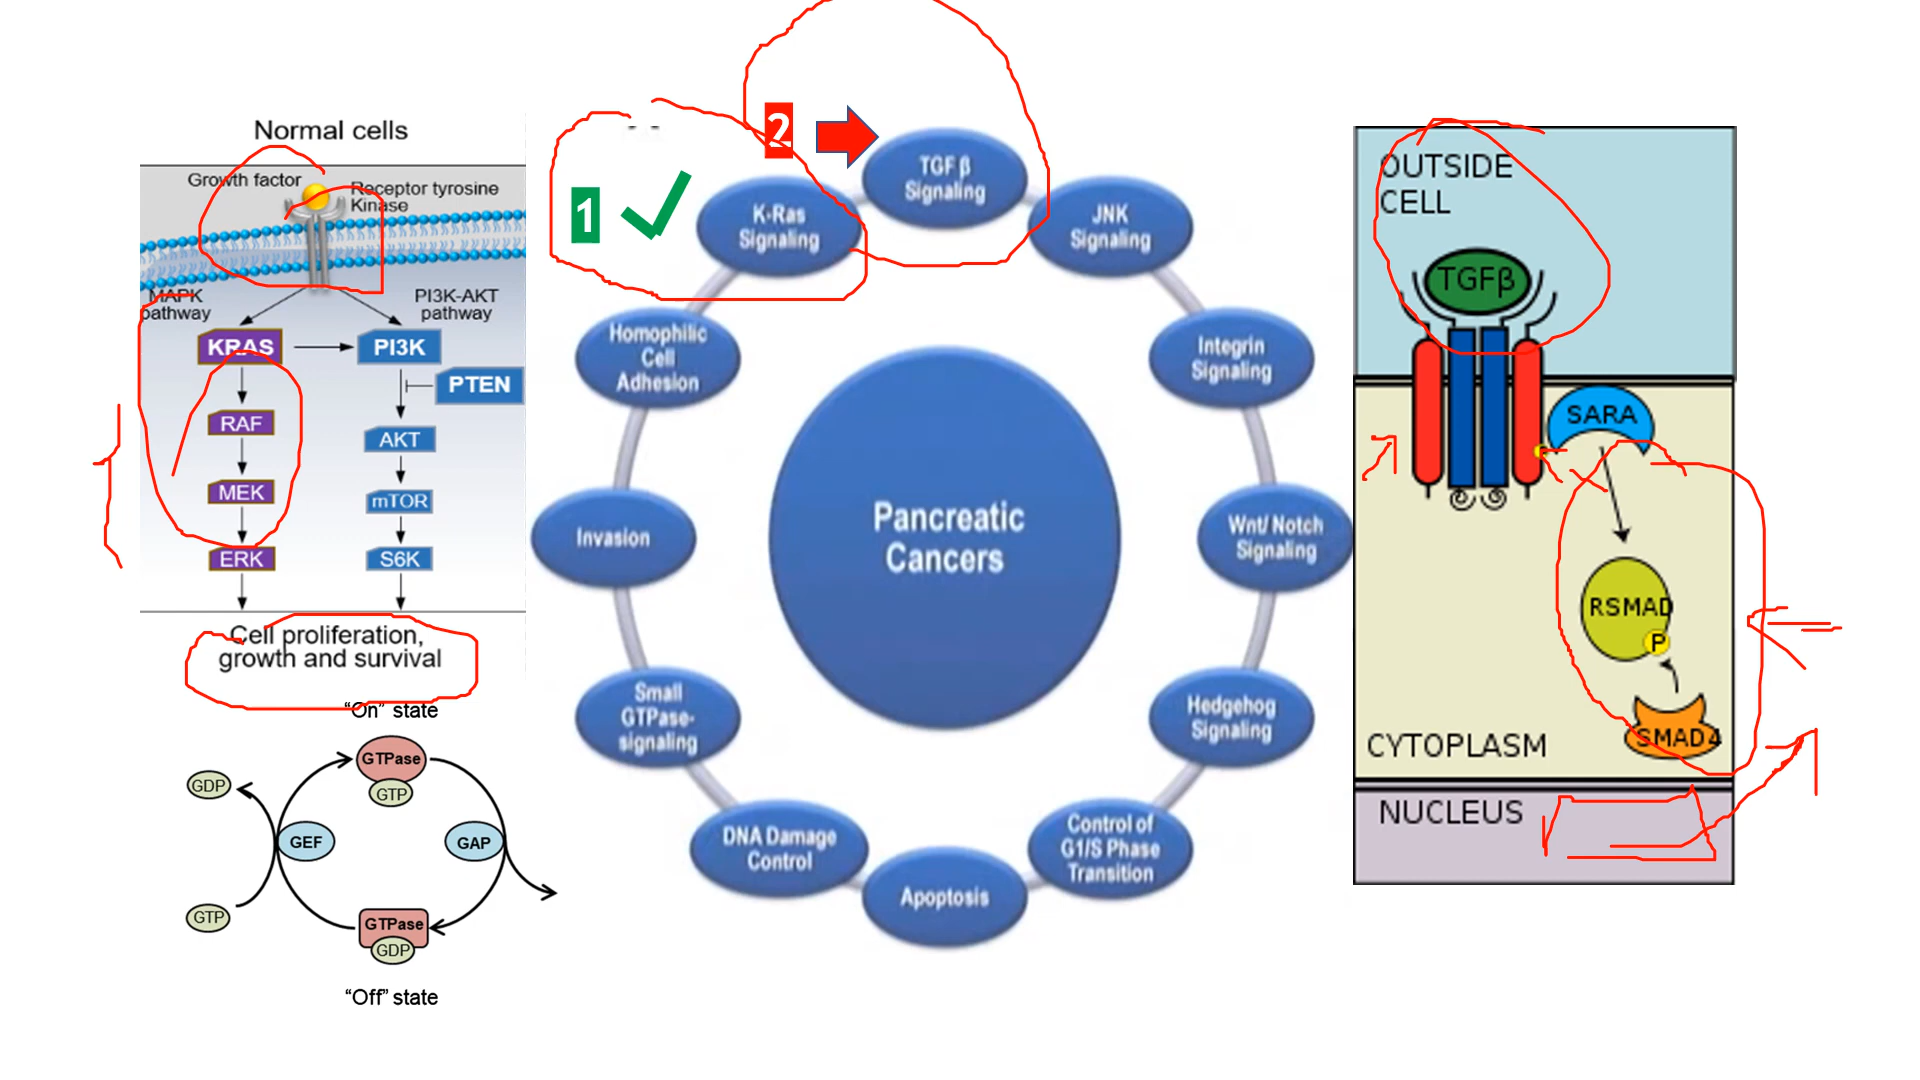 Normal cells
Growth factor
Receptor tyrosine
Kinase
MAPK
pathway
PI3K-AKT
pathway
KRAS
PI3K
PTEN
RAF
AKT
MEK
mTOR
ERK
S6K
Cell proliferation,
growth and survival
"On" state
GTPase
GTP
GDP
GEF
GAP
GTP
GTPase
GDP
"Off" state
1
2
TGF β
Signaling
K-Ras
Signaling
JNK
Signaling
Homophilic
Cell
Adhesion
Integrin
Signaling
Invasion
Pancreatic
Cancers
Wnt/ Notch
Signaling
Small
GTPase-
signaling
Hedgehog
Signaling
DNA Damage
Control
Apoptosis
Control of
G1/S Phase
Transition
OUTSIDE
CELL
TGFβ
SARA
RSMAD
P
SMAD4
CYTOPLASM
NUCLEUS